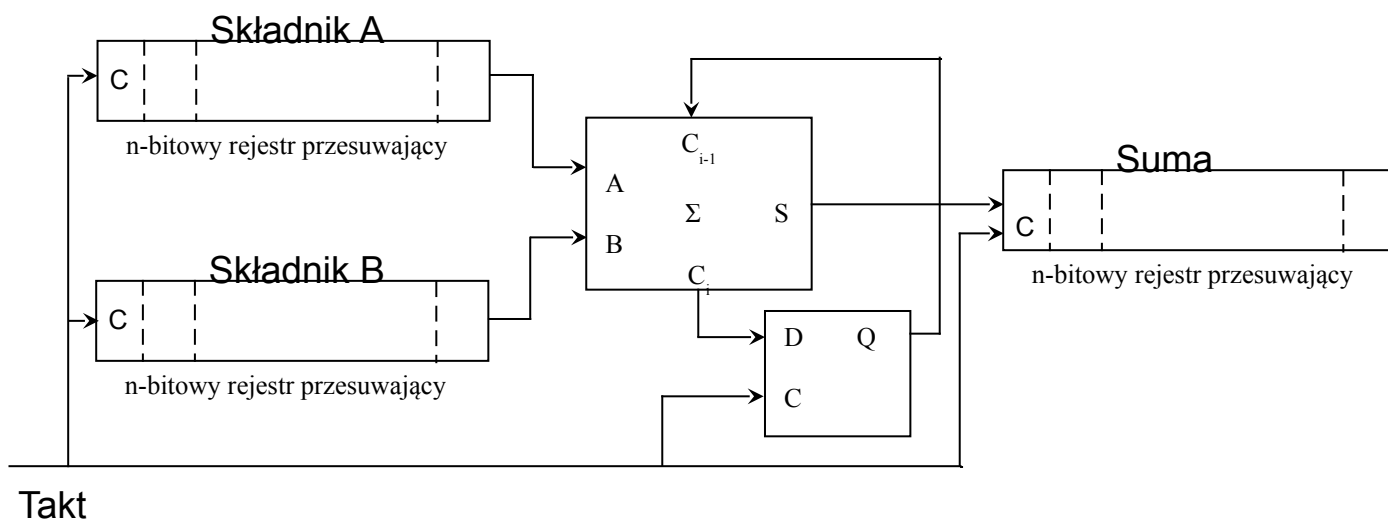 Składnik A
C
n-bitowy rejestr przesuwający
C i-1
A
Σ
S
B
C i
Suma
C
n-bitowy rejestr przesuwający
Składnik B
C
n-bitowy rejestr przesuwający
D
Q
C
Takt